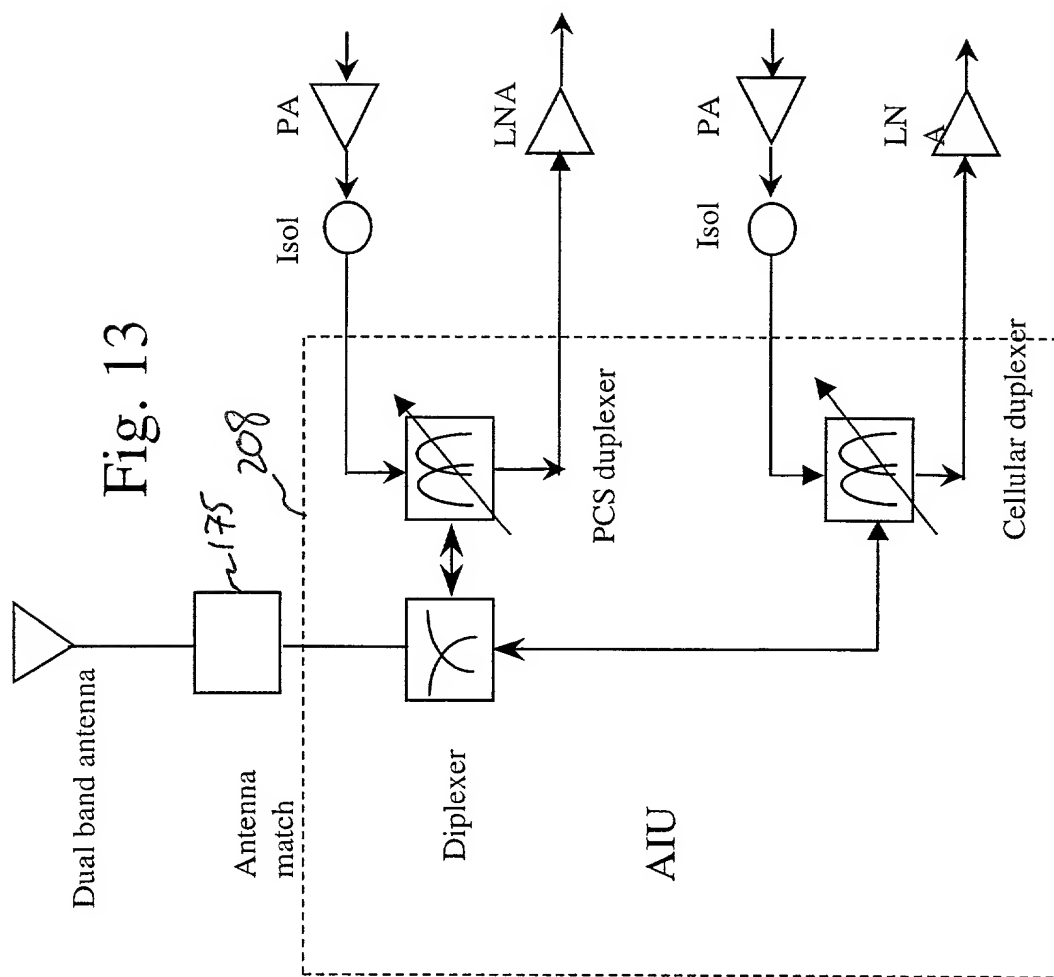 Fig. 13
Dual band antenna
Antenna
match
~175
208
Diplexer
AIU
PCS duplexer
Cellular duplexer
Isol
PA
LNA
Isol
PA
LN
A